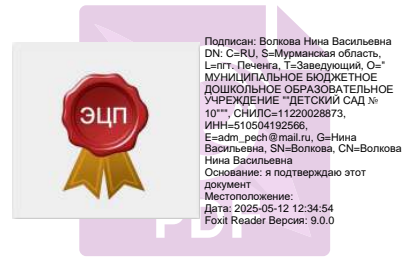 Подписан: Волкова Нина Васильевна
DN: C=RU, S=Мурманская область,
L=пгт. Печенга, T=Заведующий, O="
МУНИЦИПАЛЬНОЕ БЮДЖЕТНОЕ
ДОШКОЛЬНОЕ ОБРАЗОВАТЕЛЬНОЕ
УЧРЕЖДЕНИЕ ""ДЕТСКИЙ САД №
10""", СНИЛС=11220028873,
ИНН=510504192566,
E=adm_pech@mail.ru, G=Нина
Васильевна, SN=Волкова, CN=Волкова
Нина Васильевна
Основание: я подтверждаю этот
документ
Местоположение:
Дата: 2025-05-12 12:34:54
Foxit Reader Версия: 9.0.0
ЭЦП
PDF